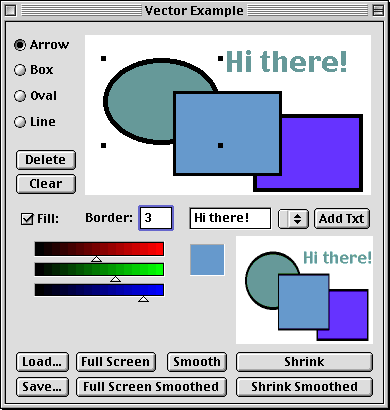 Vector Example
Arrow
Box
Oval
Line
Hi there!
Delete
Clear
Fill: Border: 3 Hi there! Add Txt
Hi there!
Load... Full Screen Smooth Shrink
Save... Full Screen Smoothed Shrink Smoothed